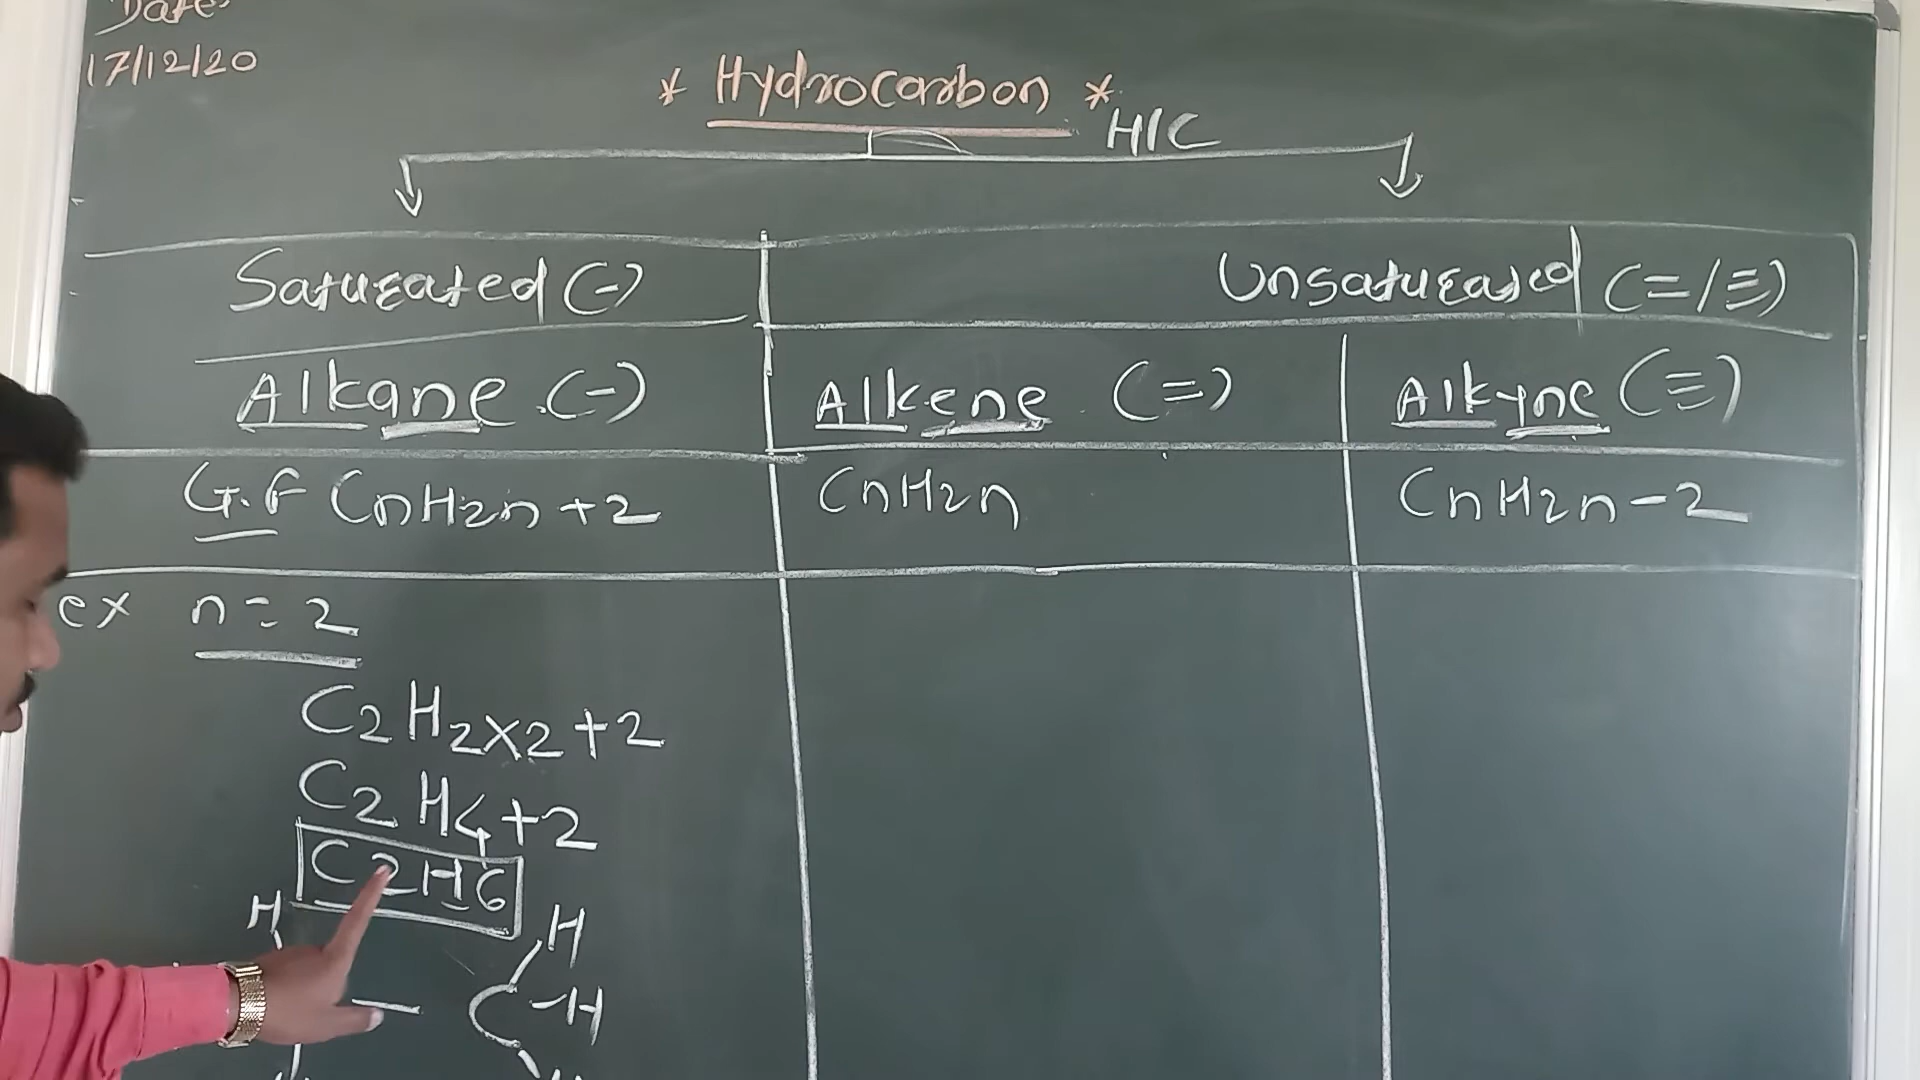 Date:
17/12/20
* Hydrocarbon *
H/C
Saturated (-)
Unsaturated (=/≡)
Alkane (-)
Alkene (=)
Alkyne (≡)
G.F CnH2n+2
CnH2n
CnH2n-2
ex n=2
C2H2x2+2
C2H4+2
C2H6
H
H
C-H